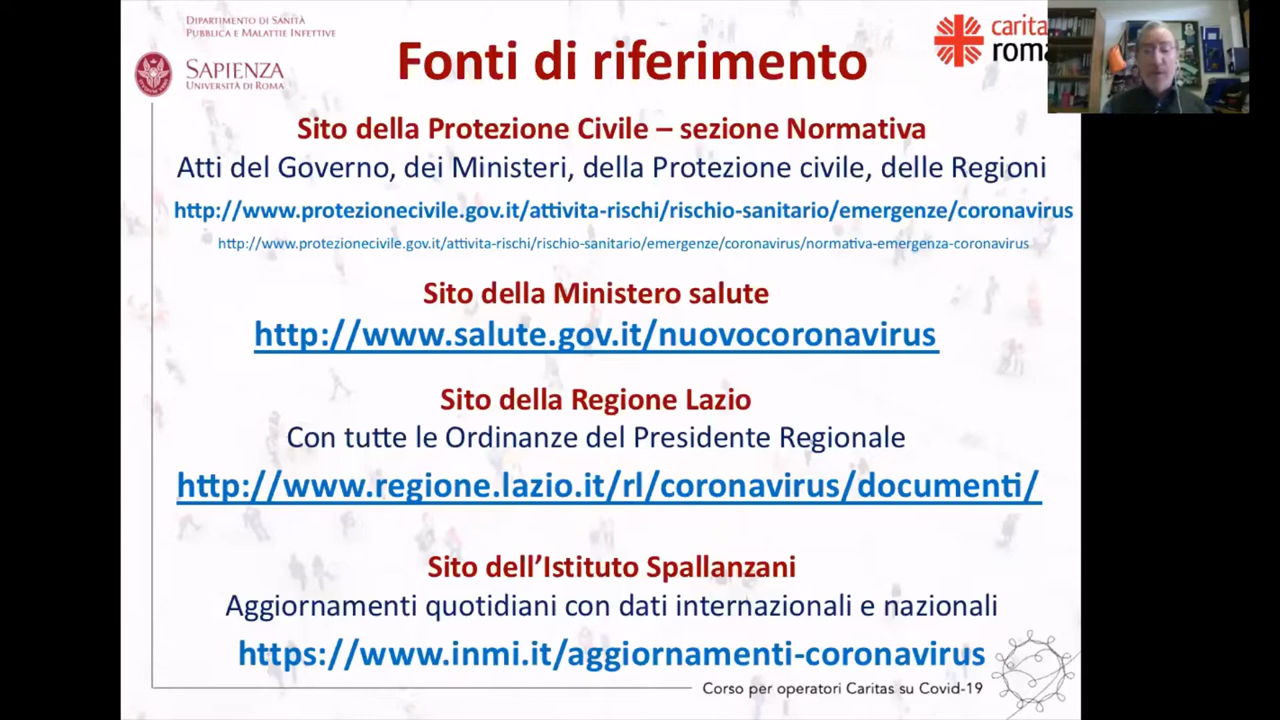 Dipartimento di Sanità
Pubblica e Malattie Infettive
Sapienza
Università di Roma
Fonti di riferimento
caritas
roma
Sito della Protezione Civile – sezione Normativa
Atti del Governo, dei Ministeri, della Protezione civile, delle Regioni
http://www.protezionecivile.gov.it/attivita-rischi/rischio-sanitario/emergenze/coronavirus
http://www.protezionecivile.gov.it/attivita-rischi/rischio-sanitario/emergenze/coronavirus/normativa-emergenza-coronavirus
Sito della Ministero salute
http://www.salute.gov.it/nuovocoronavirus
Sito della Regione Lazio
Con tutte le Ordinanze del Presidente Regionale
http://www.regione.lazio.it/rl/coronavirus/documenti/
Sito dell’Istituto Spallanzani
Aggiornamenti quotidiani con dati internazionali e nazionali
https://www.inmi.it/aggiornamenti-coronavirus
Corso per operatori Caritas su Covid-19